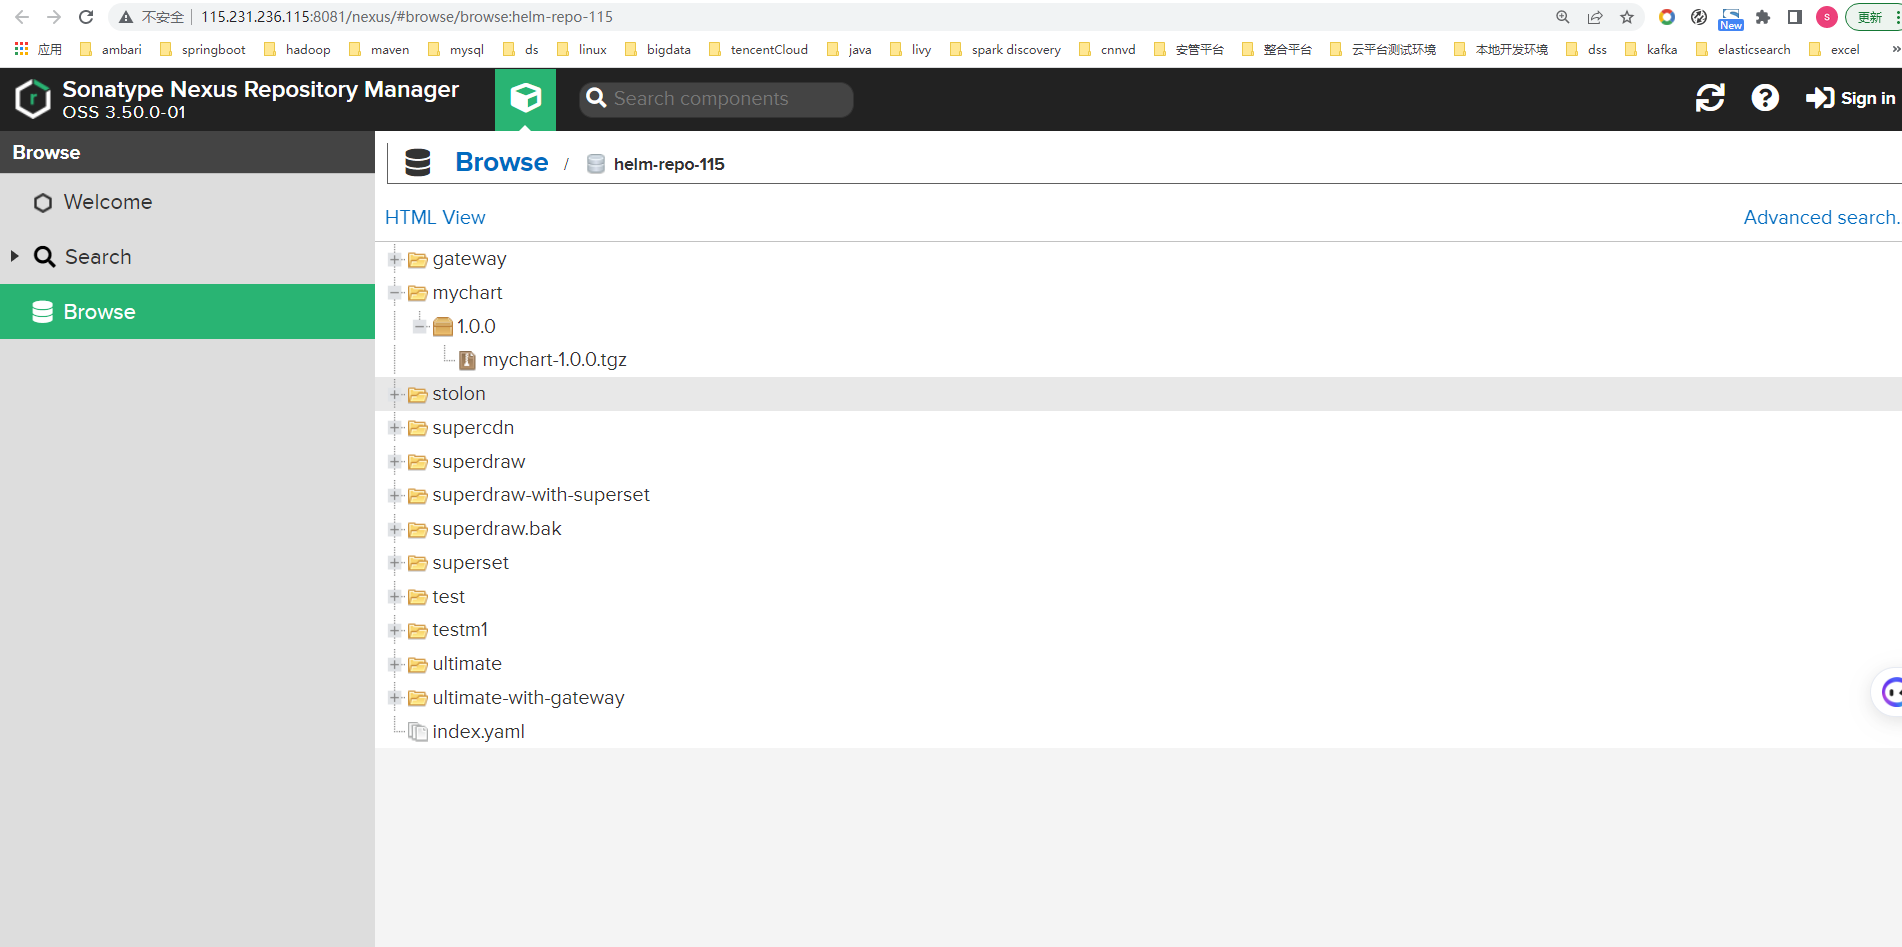 不安全 115.231.236.115:8081/nexus/#browse/browse:helm-repo-115 New S 更新
应用 ambari springboot hadoop maven mysql ds linux bigdata tencentCloud java livy spark discovery cnnvd 安管平台 整合平台 云平台测试环境 本地开发环境 dss kafka elasticsearch excel »
Sonatype Nexus Repository Manager
OSS 3.50.0-01
Search components
Sign in
Browse
Welcome
Search
Browse
Browse / helm-repo-115
HTML View
Advanced search.
gateway
mychart
1.0.0
mychart-1.0.0.tgz
stolon
supercdn
superdraw
superdraw-with-superset
superdraw.bak
superset
test
testm1
ultimate
ultimate-with-gateway
index.yaml